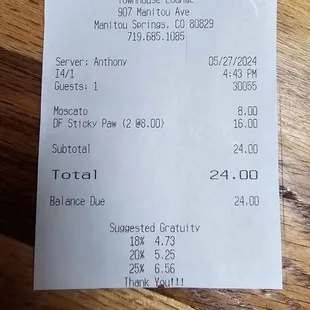 Townhouse Lounge
907 Manitou Ave
Manitou Springs, CO 80829
719.685.1085
Server: Anthony 05/27/2024
I4/1 4:43 PM
Guests: 1 30055
Moscato 8.00
DF Sticky Paw (2 @8.00) 16.00
Subtotal 24.00
Total 24.00
Balance Due 24.00
Suggested Gratuity
18% 4.73
20% 5.25
25% 6.56
Thank You!!!